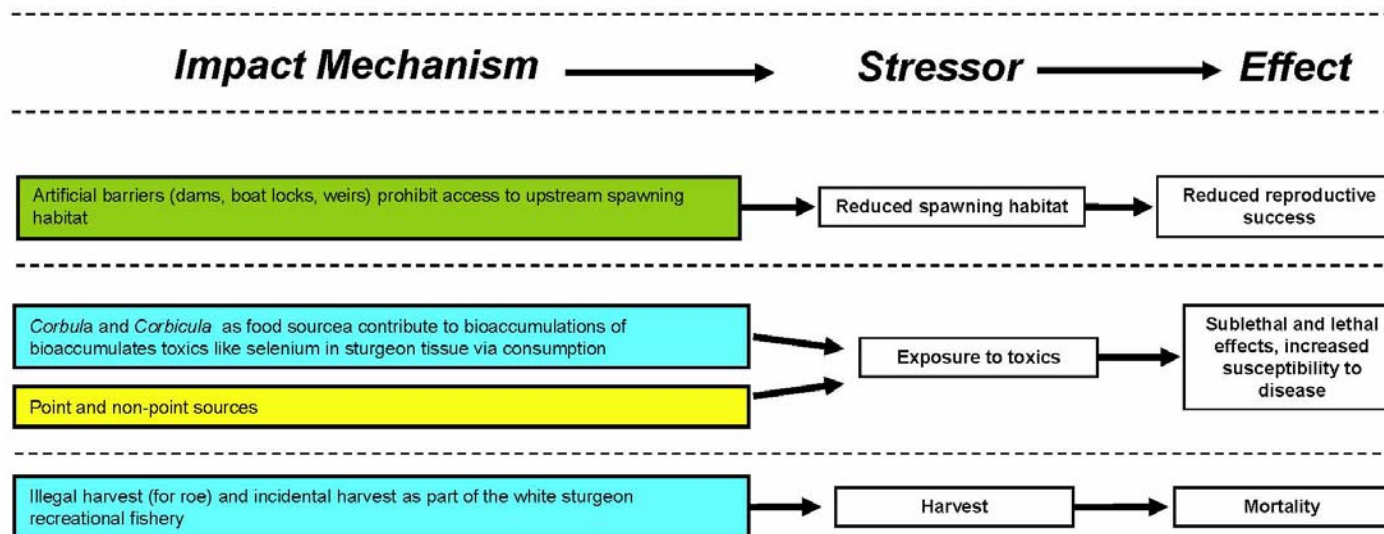 Impact Mechanism Stressor Effect
Artificial barriers (dams, boat locks, weirs) prohibit access to upstream spawning
habitat
Reduced spawning habitat
Reduced reproductive
success
Corbula and Corbicula as food sourcea contribute to bioaccumulations of
bioaccumulates toxics like selenium in sturgeon tissue via consumption
Point and non-point sources
Exposure to toxics
Sublethal and lethal
effects, increased
susceptibility to
disease
Illegal harvest (for roe) and incidental harvest as part of the white sturgeon
recreational fishery
Harvest
Mortality